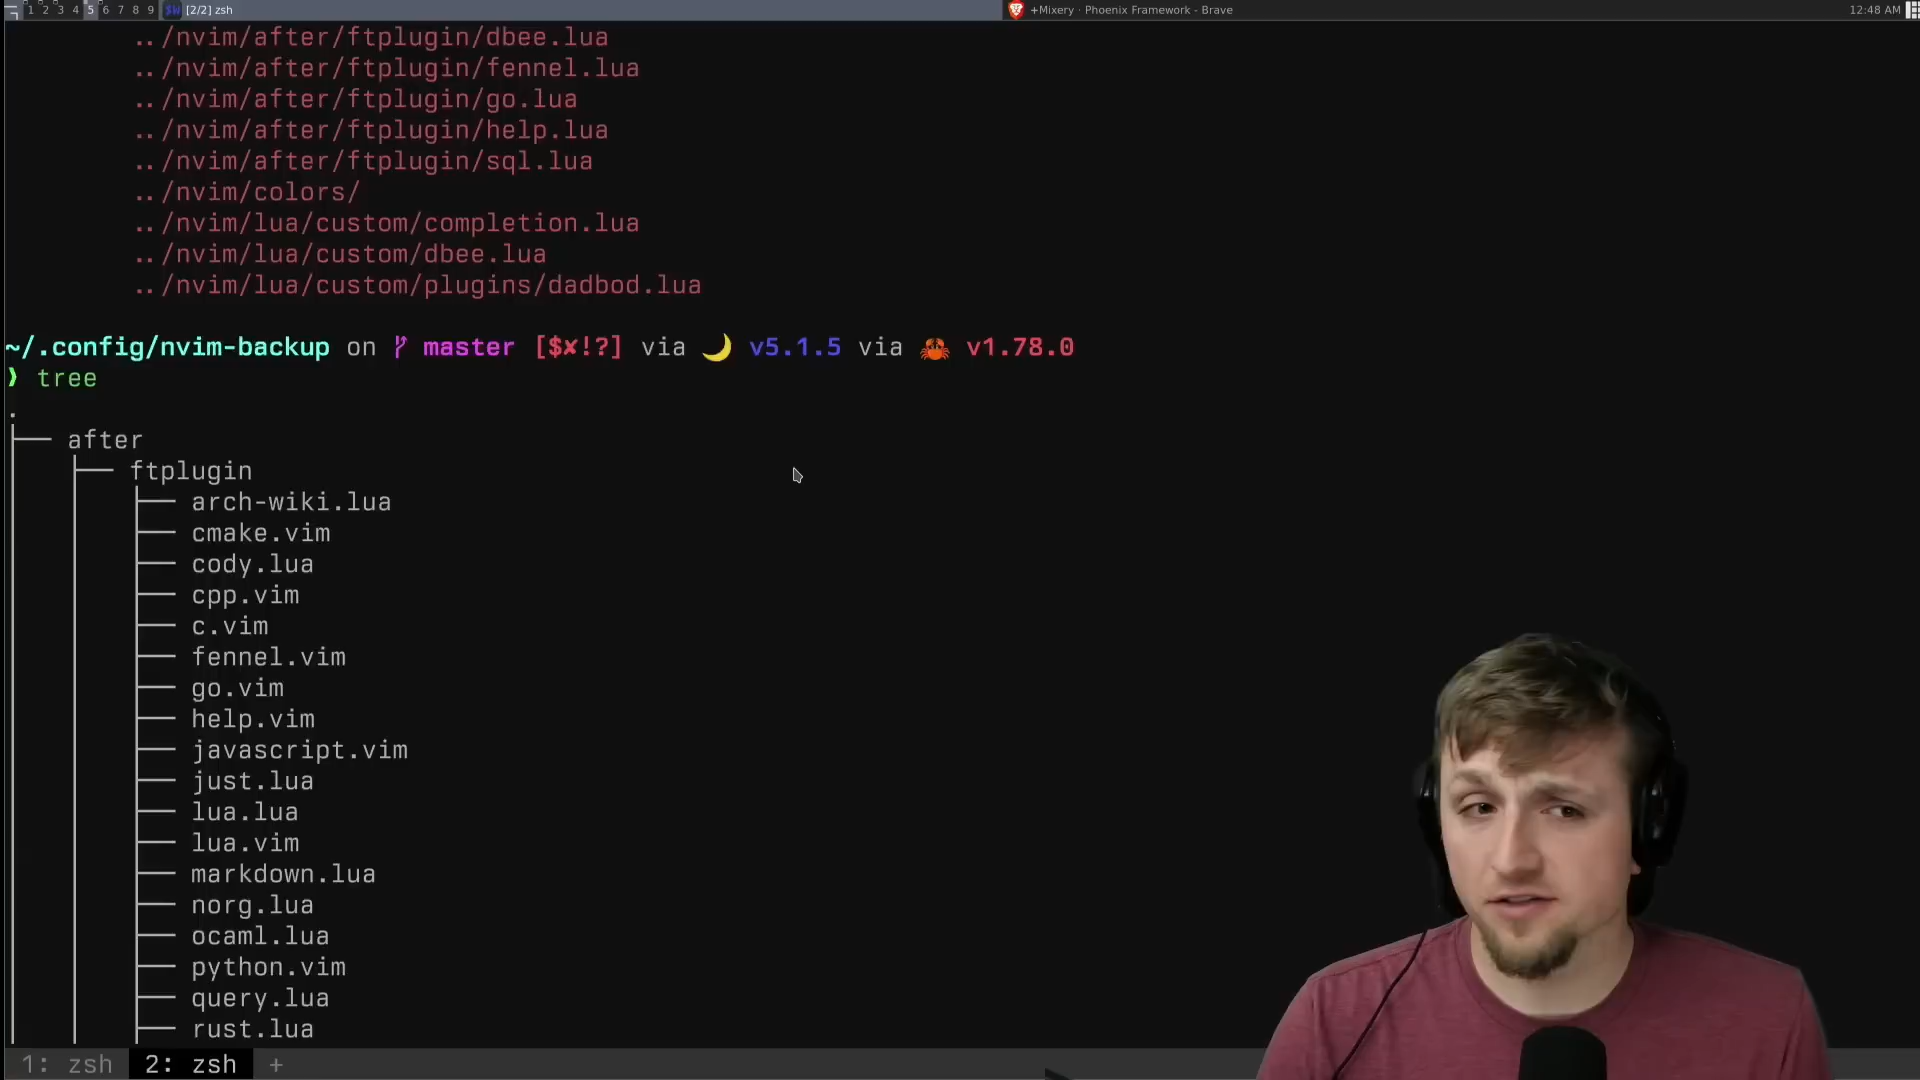 1 2 3 4 5 6 7 8 9 [2/2] zsh +Mixery · Phoenix Framework - Brave 12:48 AM
../nvim/after/ftplugin/dbee.lua
../nvim/after/ftplugin/fennel.lua
../nvim/after/ftplugin/go.lua
../nvim/after/ftplugin/help.lua
../nvim/after/ftplugin/sql.lua
../nvim/colors/
../nvim/lua/custom/completion.lua
../nvim/lua/custom/dbee.lua
../nvim/lua/custom/plugins/dadbod.lua
~/.config/nvim-backup on master [$✘!?] via 🌙 v5.1.5 via 🦀 v1.78.0
❯ tree
.
├── after
│   ├── ftplugin
│   │   ├── arch-wiki.lua
│   │   ├── cmake.vim
│   │   ├── cody.lua
│   │   ├── cpp.vim
│   │   ├── c.vim
│   │   ├── fennel.vim
│   │   ├── go.vim
│   │   ├── help.vim
│   │   ├── javascript.vim
│   │   ├── just.lua
│   │   ├── lua.lua
│   │   ├── lua.vim
│   │   ├── markdown.lua
│   │   ├── norg.lua
│   │   ├── ocaml.lua
│   │   ├── python.vim
│   │   ├── query.lua
│   │   ├── rust.lua
1: zsh 2: zsh +